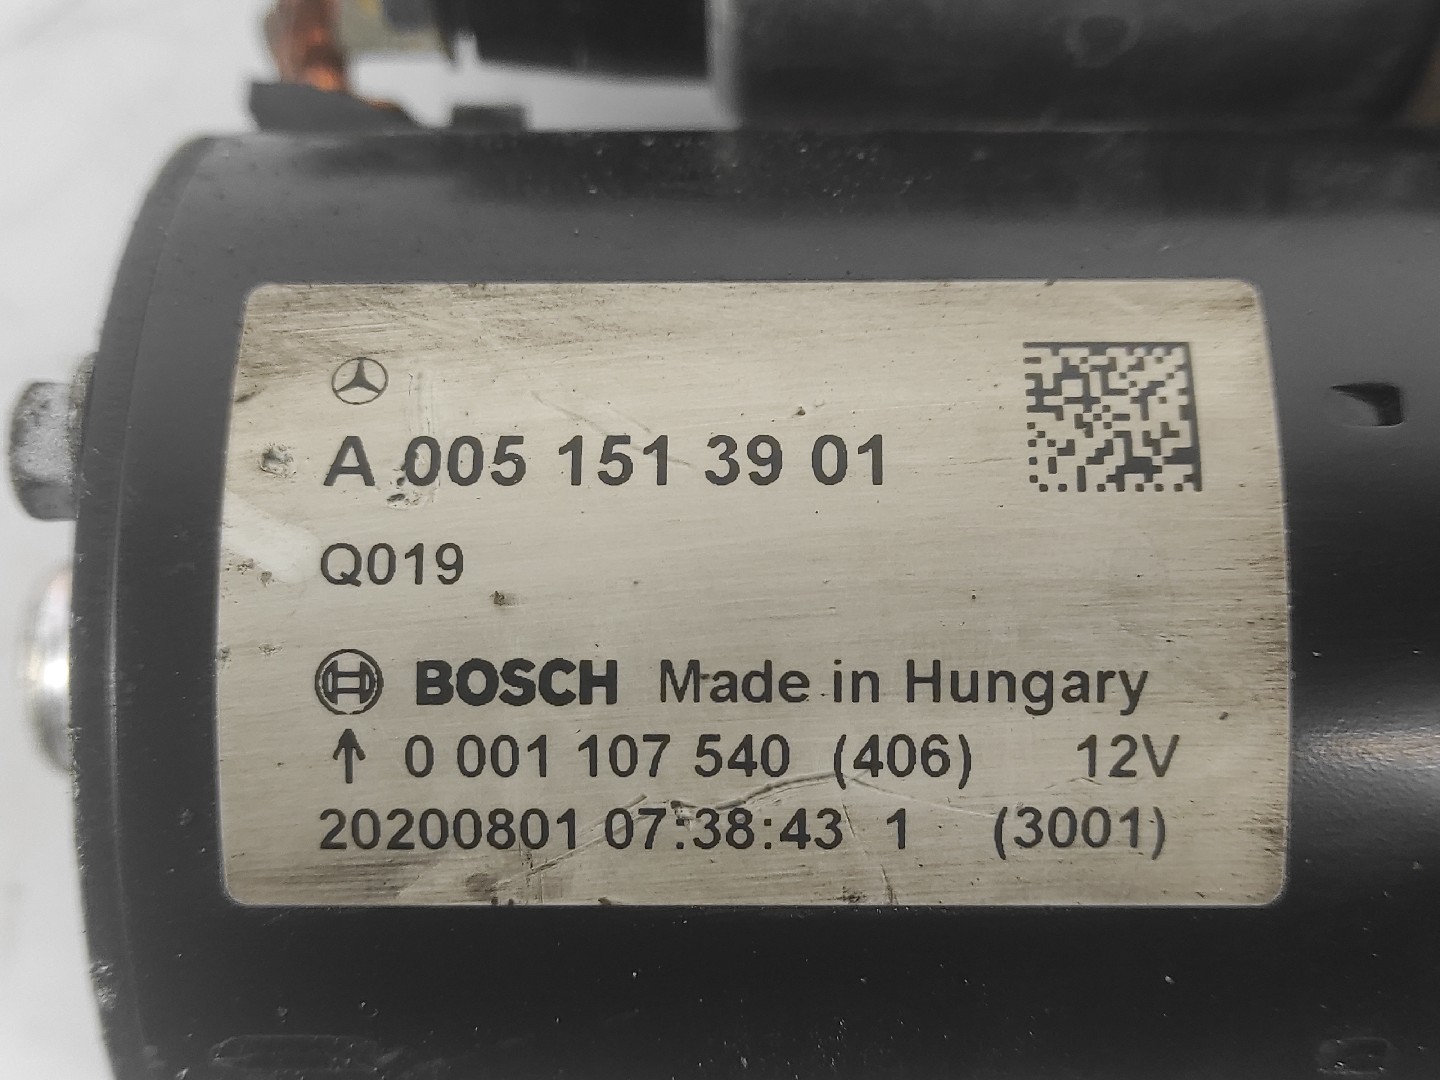 A 005 151 39 01
Q019
BOSCH Made in Hungary
↑ 0 001 107 540 (406) 12V
20200801 07:38:43 1 (3001)